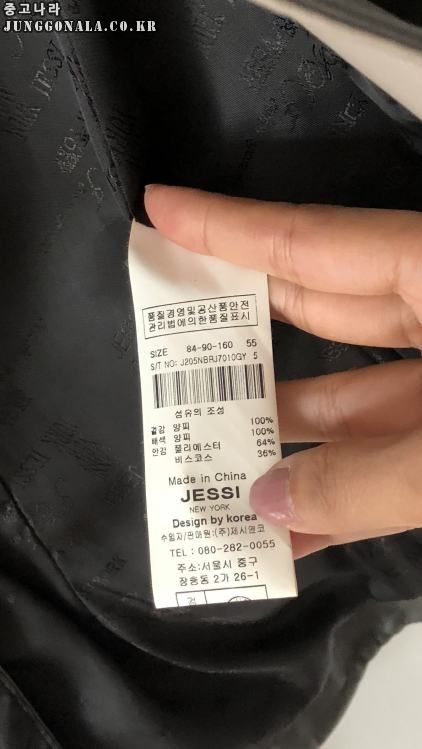 중고나라
JUNGGONALA.CO.KR
품질경영및공산품안전
관리법에의한품질표시
SIZE 84-90-160 55
S/T NO: J205NBRJ7010GY 5
섬유의 조성
겉감 양피 100%
배색 양피 100%
안감 폴리에스터 64%
비스코스 36%
Made in China
JESSI
NEW YORK
Design by korea
수입자/판매원:(주)제시앤코
TEL : 080-282-0055
주소:서울시 중구
장충동 2가 26-1